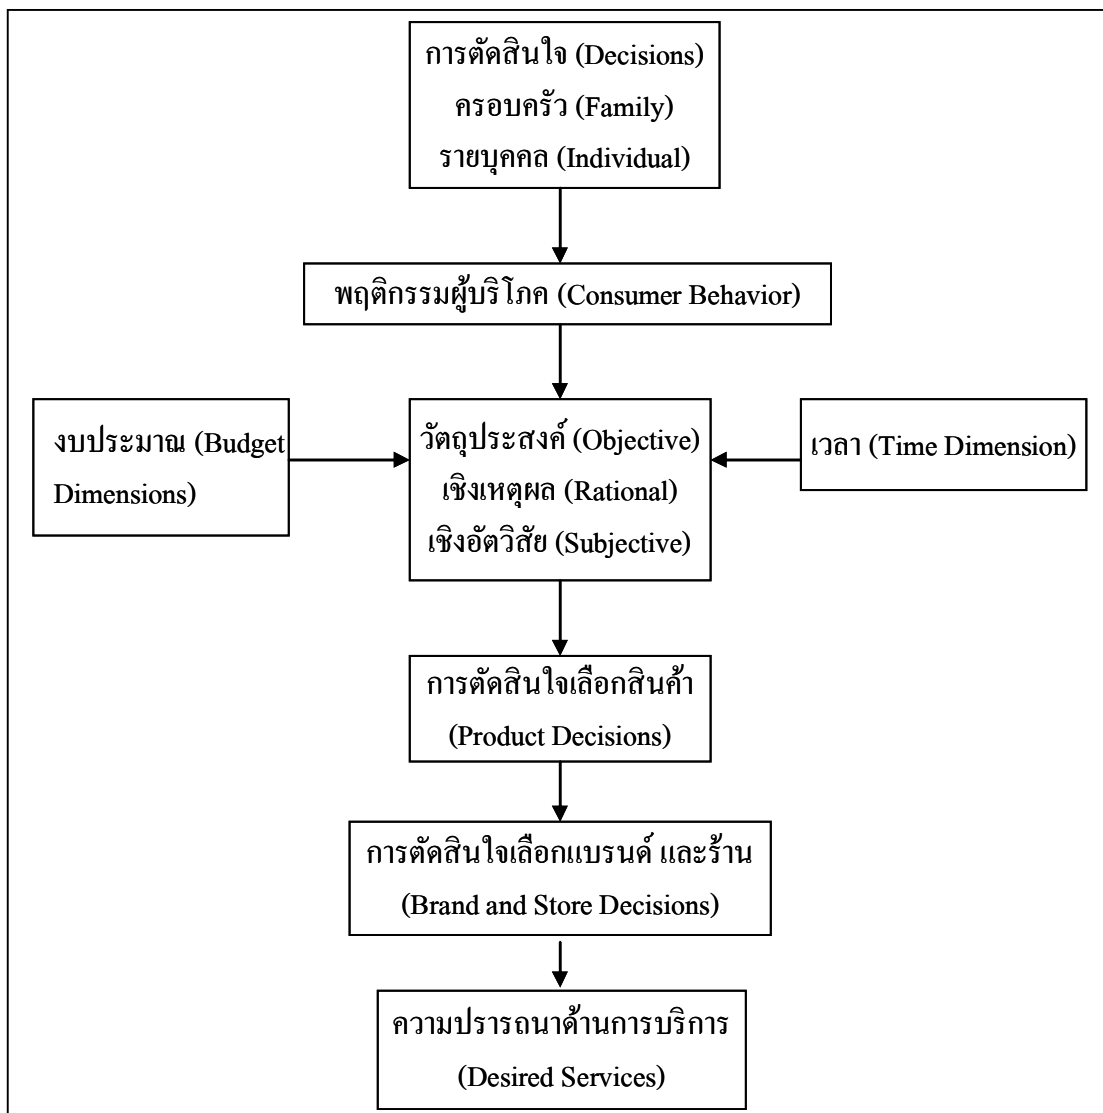 การตัดสินใจ (Decisions)
ครอบครัว (Family)
รายบุคคล (Individual)
พฤติกรรมผู้บริโภค (Consumer Behavior)
งบประมาณ (Budget
Dimensions)
วัตถุประสงค์ (Objective)
เชิงเหตุผล (Rational)
เชิงอัตวิสัย (Subjective)
เวลา (Time Dimension)
การตัดสินใจเลือกสินค้า
(Product Decisions)
การตัดสินใจเลือกแบรนด์ และร้าน
(Brand and Store Decisions)
ความปรารถนาด้านการบริการ
(Desired Services)